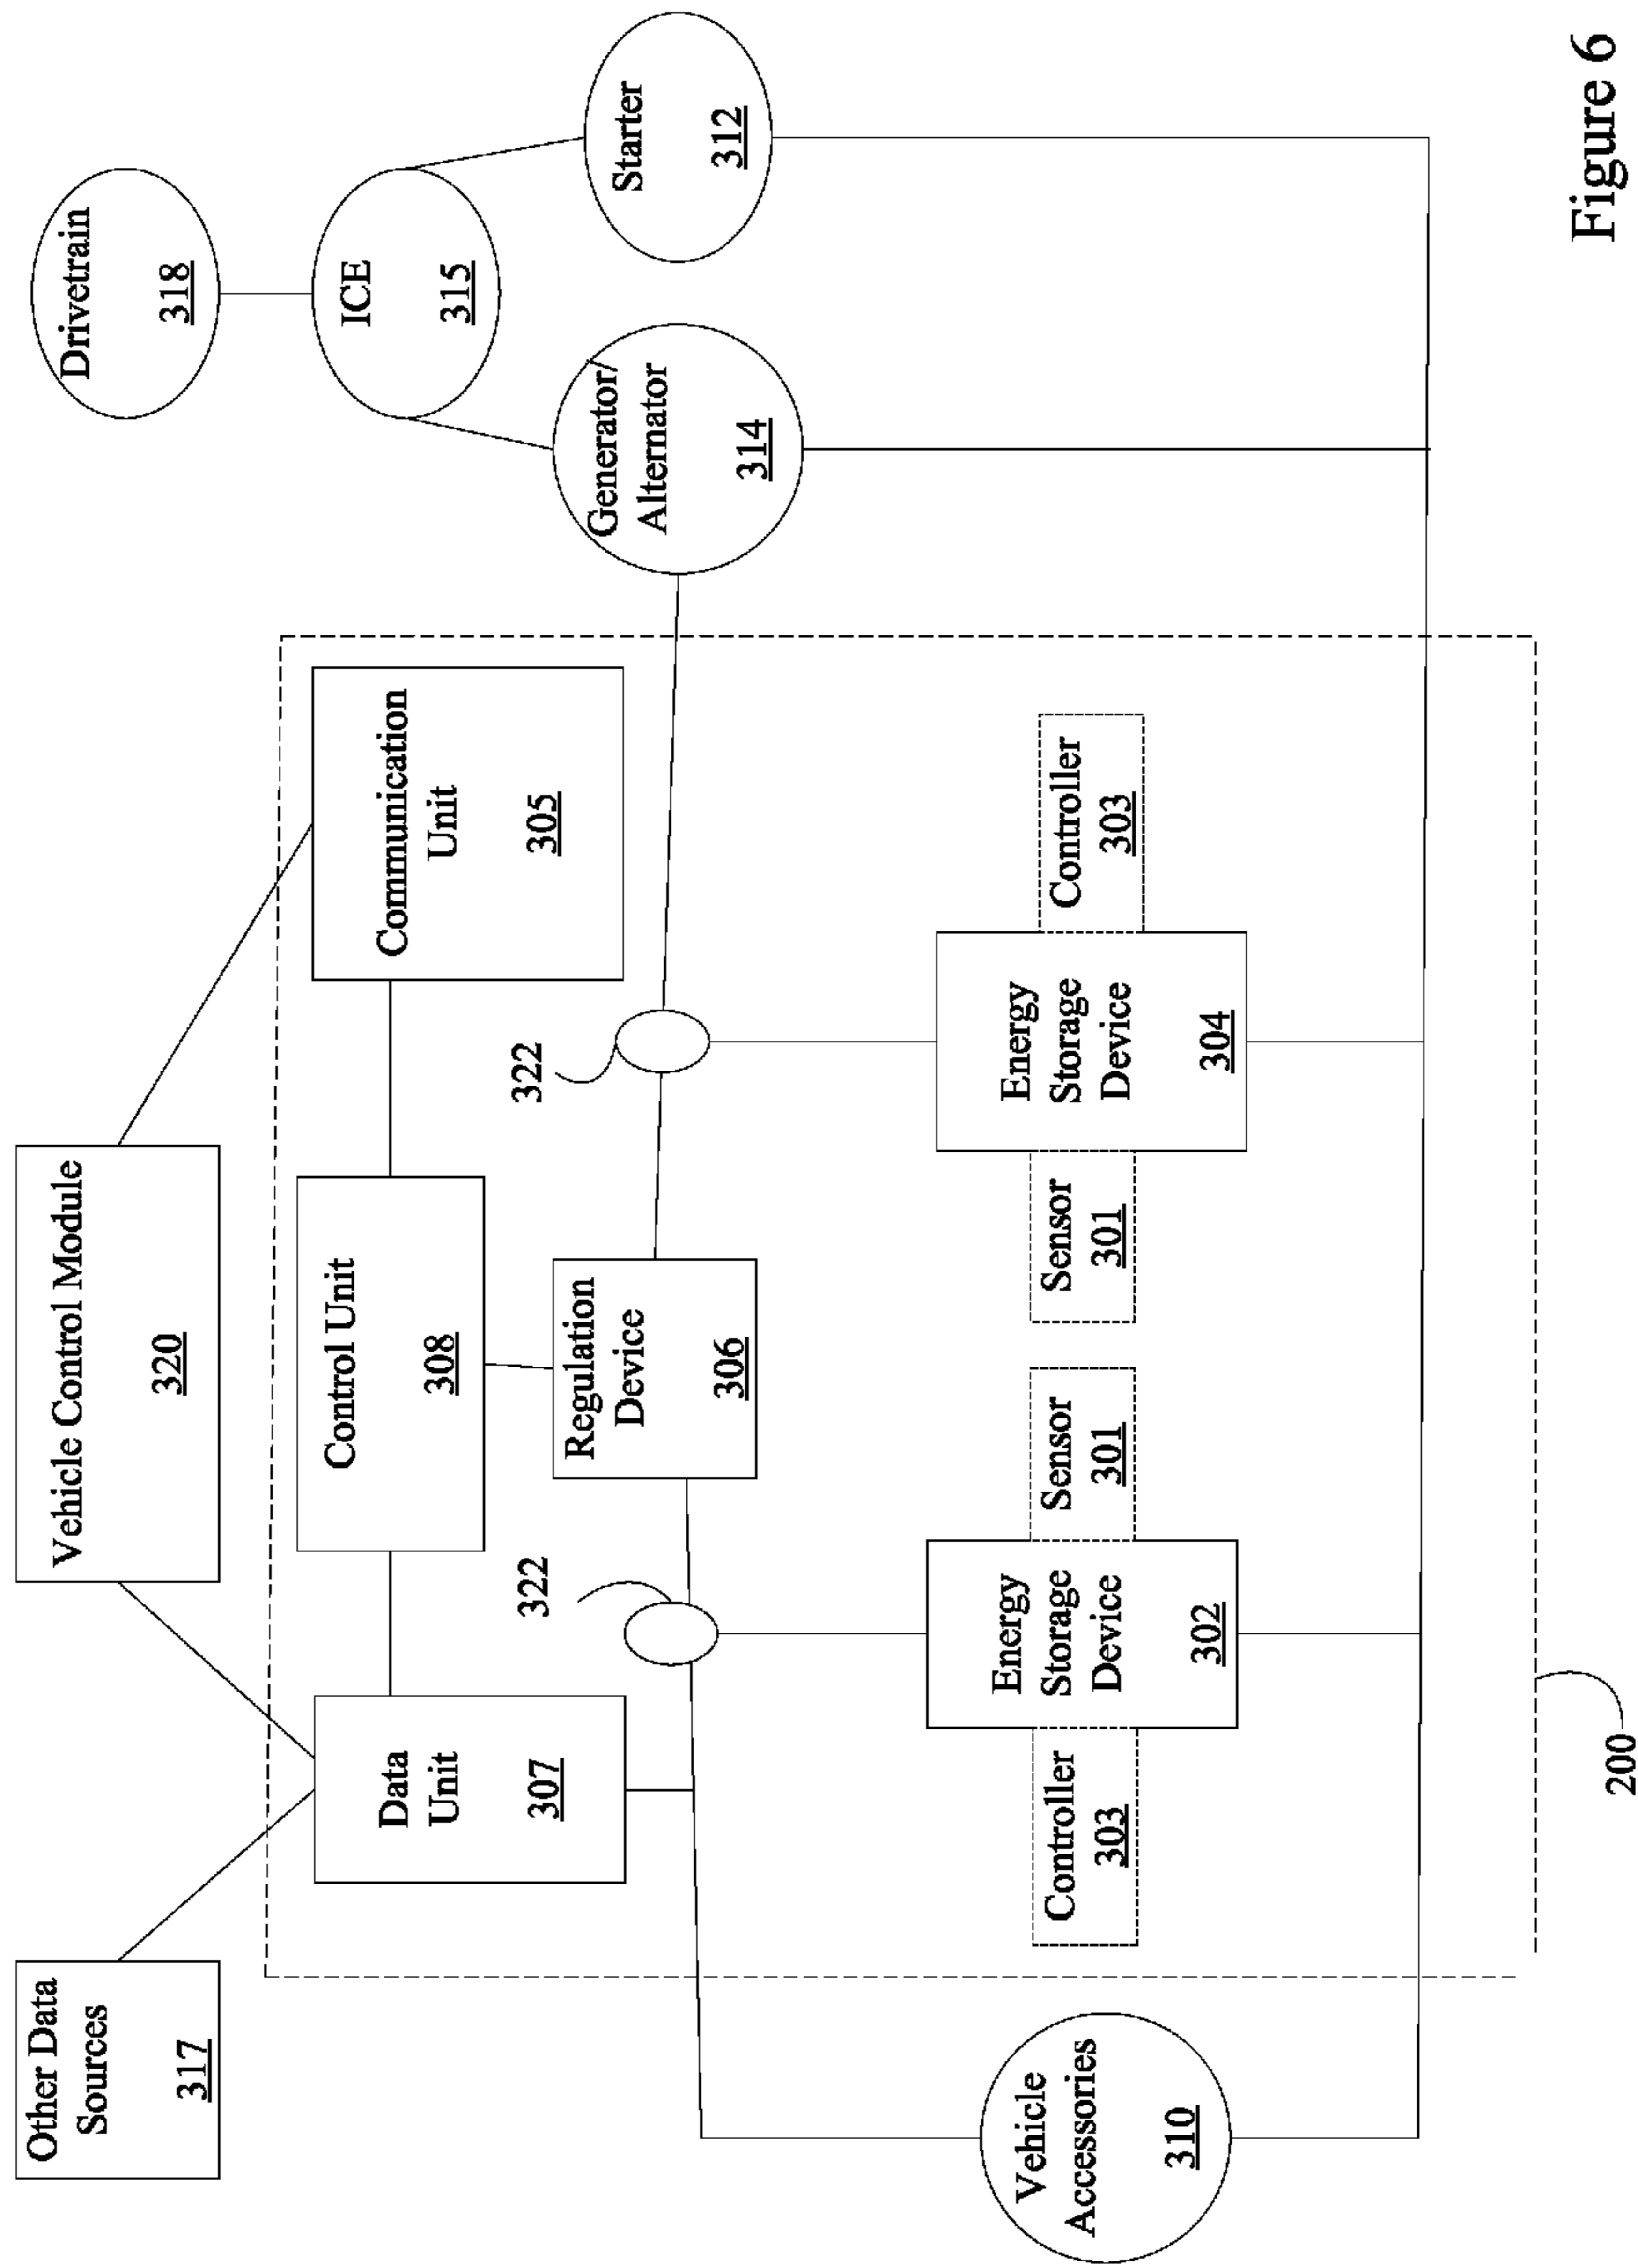 Other Data
Sources
317
Vehicle Control Module
320
Drivetrain
318
Data
Unit
307
Control Unit
308
Communication
Unit
305
ICE
315
322
Regulation
Device
306
322
Generator/
Alternator
314
Starter
312
Vehicle
Accessories
310
Controller
303
Energy
Storage
Device
302
Sensor
301
Sensor
301
Energy
Storage
Device
304
Controller
303
200
Figure 6